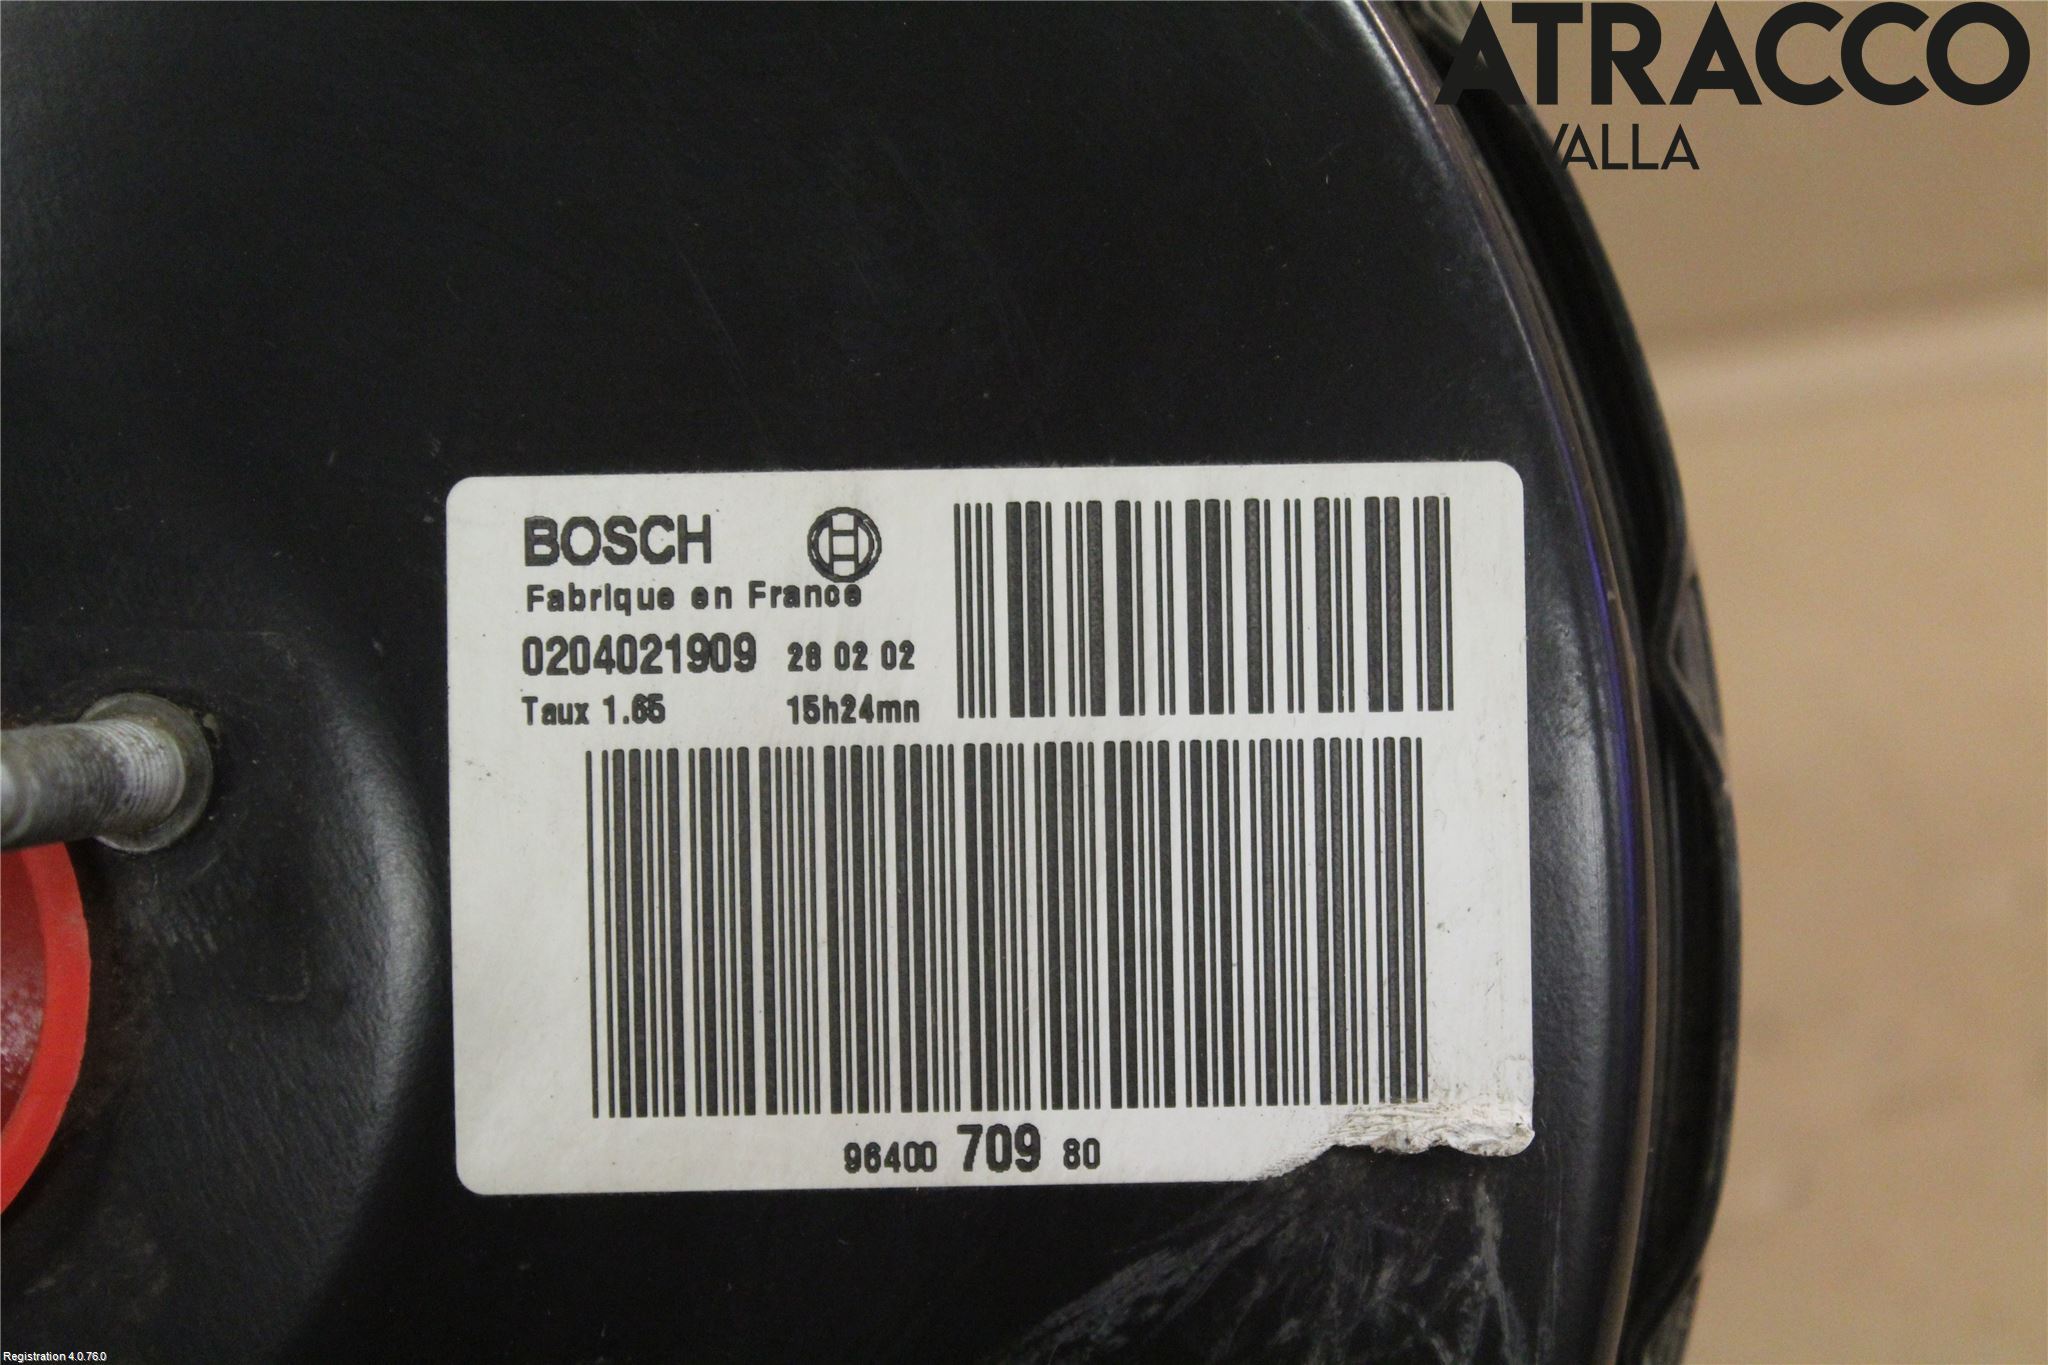 ATRACCO
VALLA
BOSCH
Fabrique en France
0204021909 28 02 02
Taux 1.65 15h24mn
96400 709 80
Registration 4.0.76.0